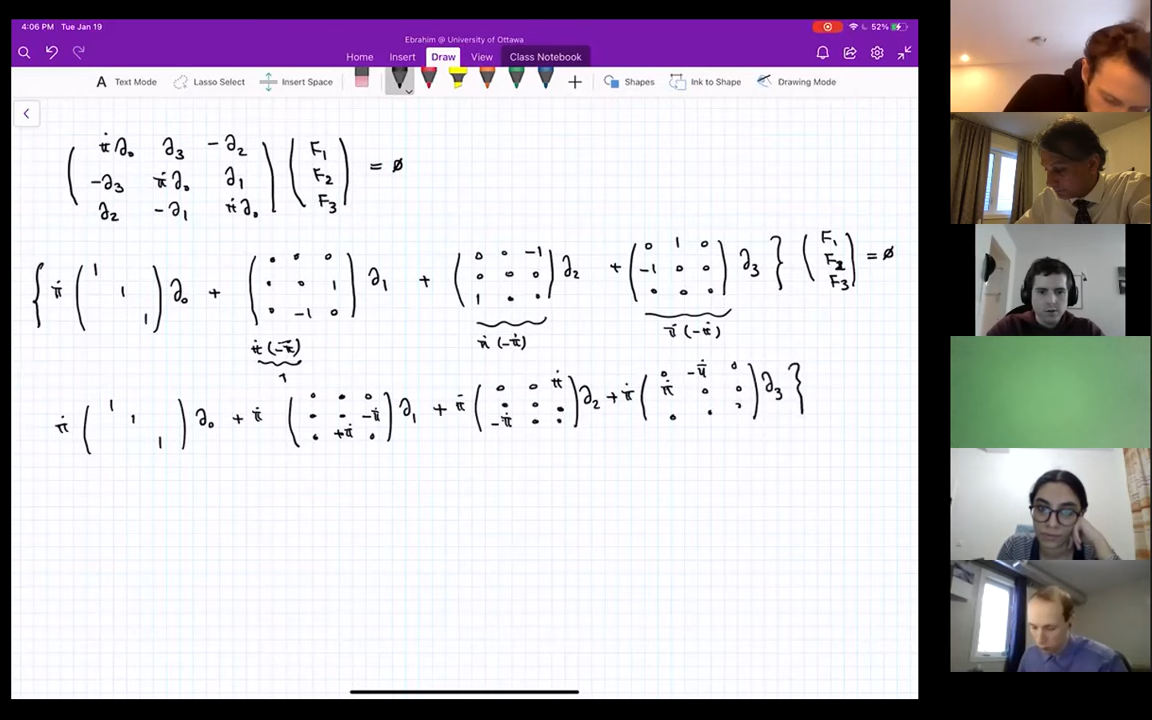 4:06 PM Tue Jan 19
52%
Ebrahim @ University of Ottawa
Home Insert Draw View Class Notebook
Text Mode Lasso Select Insert Space Shapes Ink to Shape Drawing Mode
( i∂₀ ∂₃ -∂₂ ) ( F₁ )
( -∂₃ i∂₀ ∂₁ ) ( F₂ ) = 0
( ∂₂ -∂₁ i∂₀ ) ( F₃ )
{ i ( 1 1 1 ) ∂₀ + ( 0 0 0 ; 0 0 1 ; 0 -1 0 ) ∂₁ + ( 0 0 -1 ; 0 0 0 ; 1 0 0 ) ∂₂ + ( 0 1 0 ; -1 0 0 ; 0 0 0 ) ∂₃ } ( F₁ F₂ F₃ ) = 0
i(-i) i(-i) i(-i)
1
i ( 1 1 1 ) ∂₀ + i ( 0 0 0 ; 0 0 -i ; 0 +i 0 ) ∂₁ + i ( 0 0 i ; 0 0 0 ; -i 0 0 ) ∂₂ + i ( 0 -i 0 ; i 0 0 ; 0 0 0 ) ∂₃ }